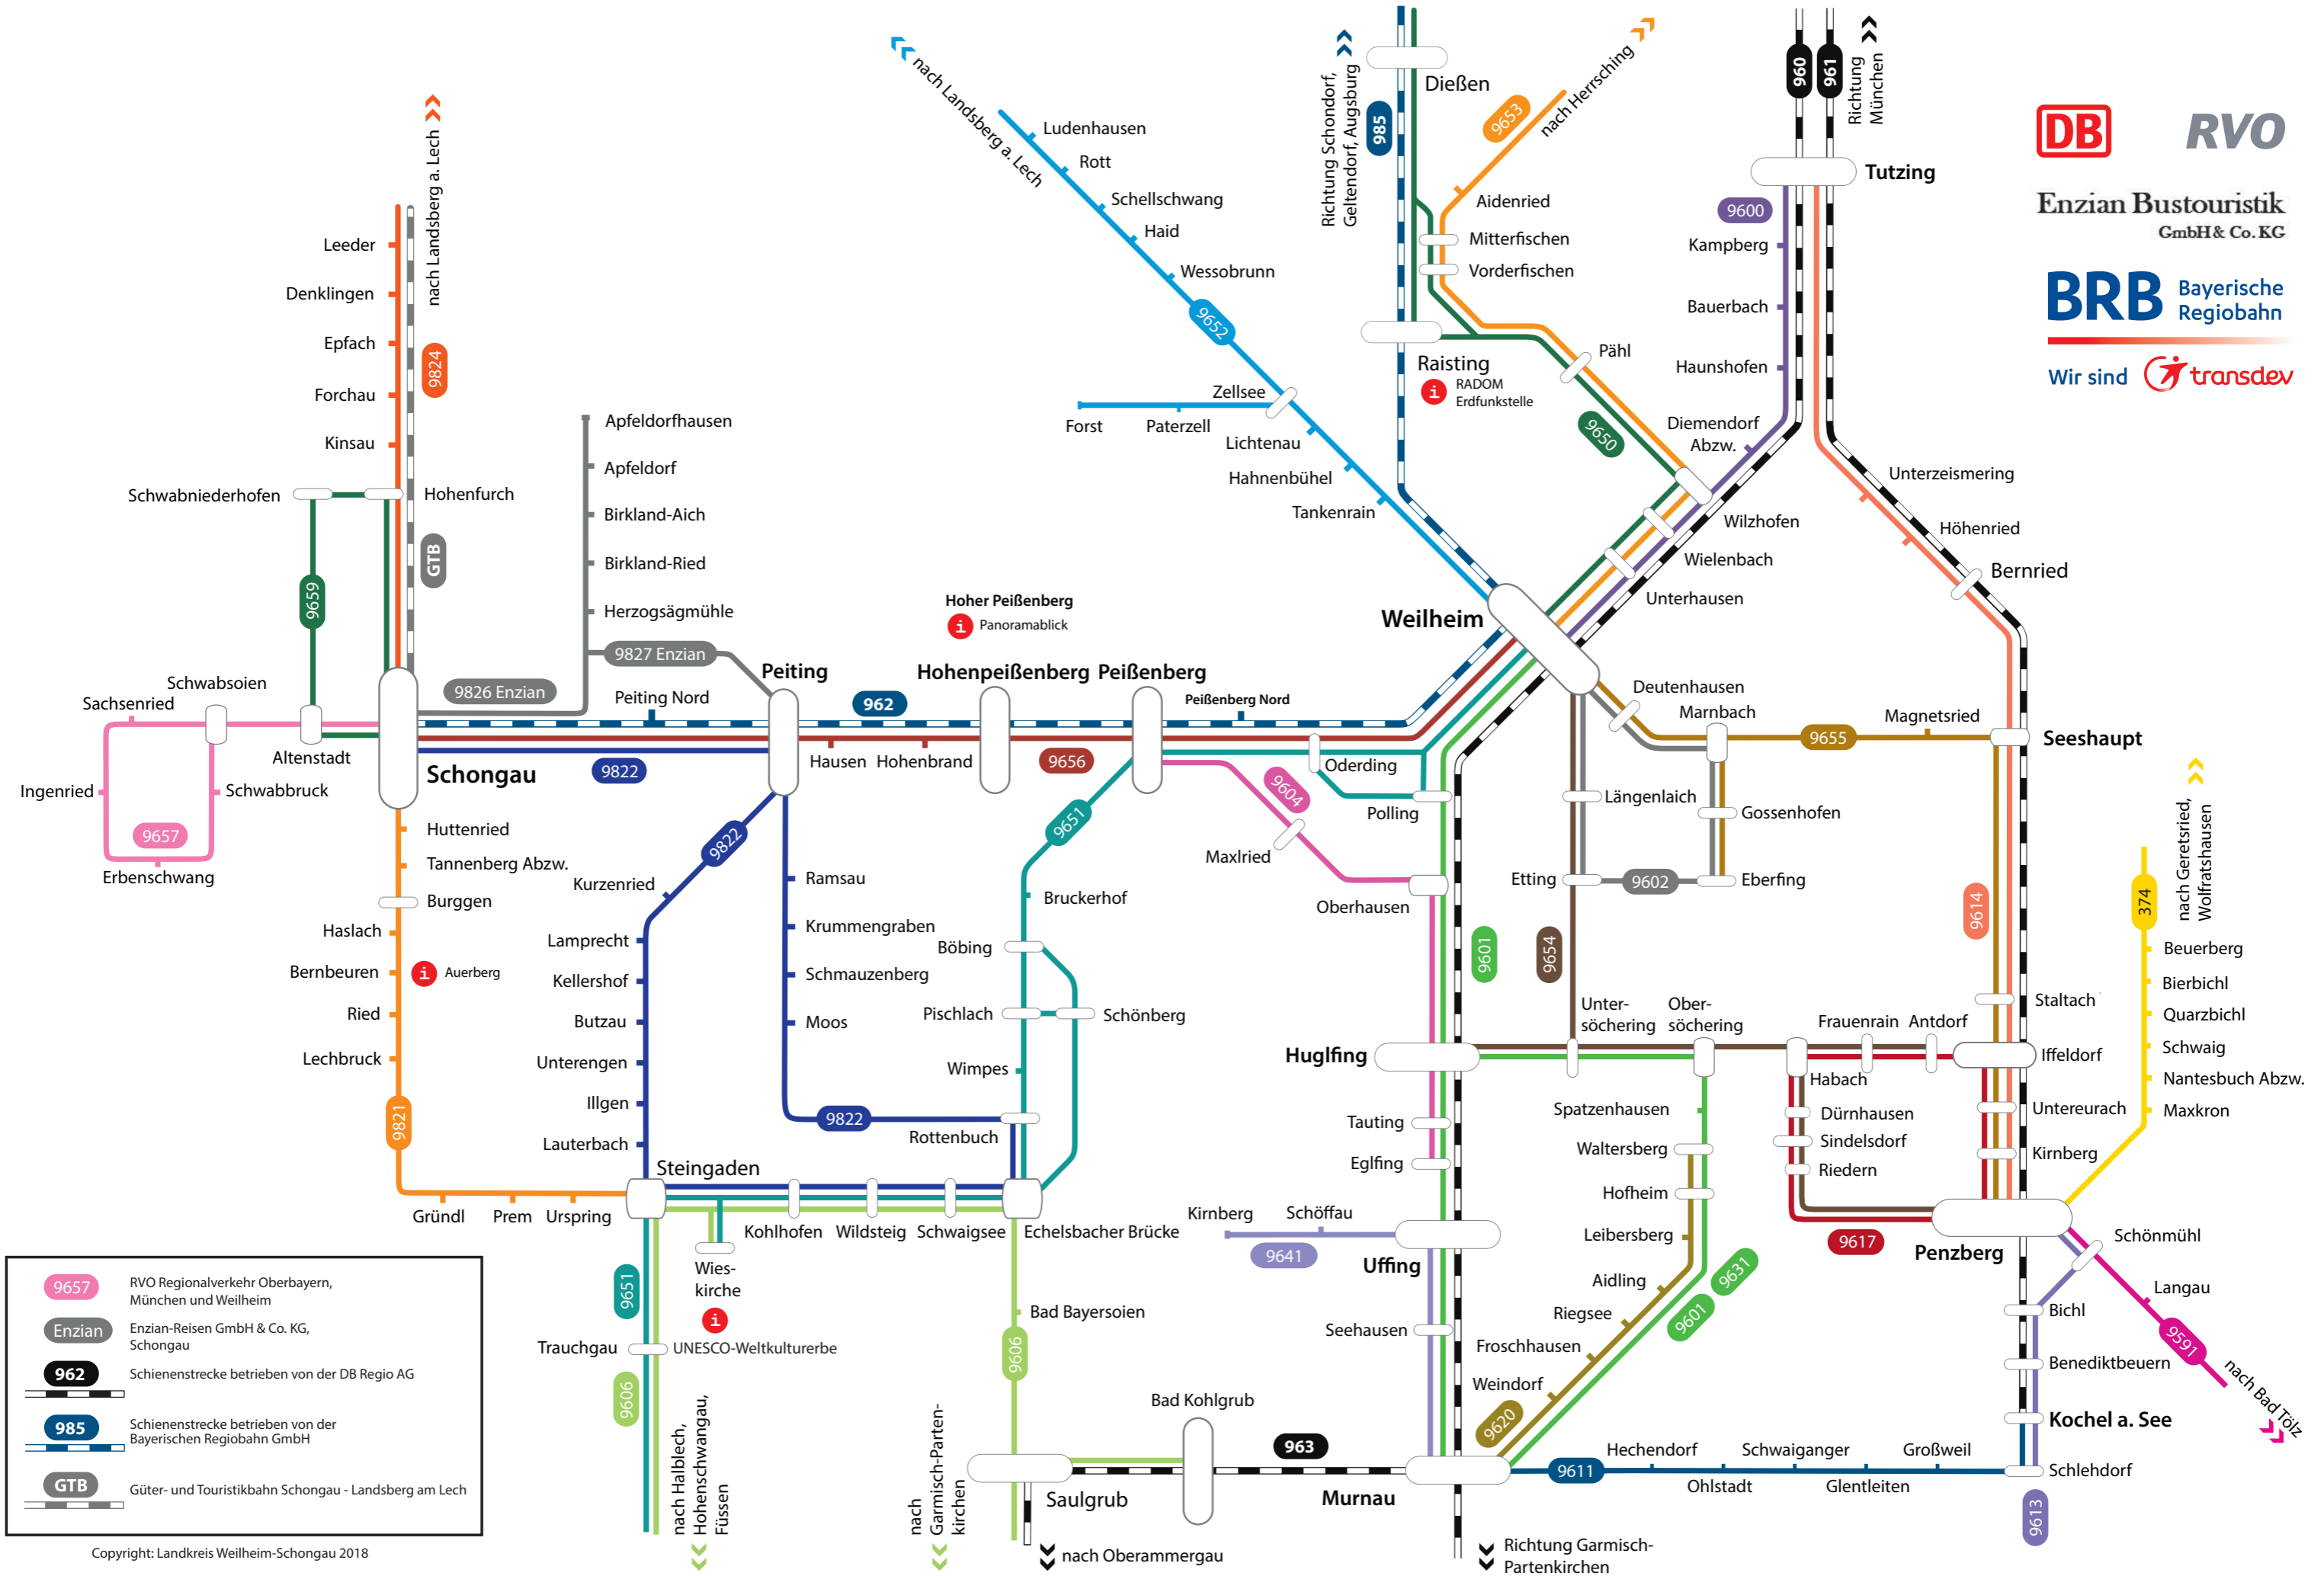 nach Landsberg a. Lech
Ludenhausen
Rott
Schellschwang
Haid
Wessobrunn
9652
Zellsee
Forst
Paterzell
Lichtenau
Hahnenbühel
Tankenrain
Richtung Schondorf,
Geltendorf, Augsburg
985
Dießen
9653
nach Herrsching
Aidenried
Mitterfischen
Vorderfischen
Raisting
i
RADOM
Erdfunkstelle
Pähl
9650
960
961
Richtung
München
Tutzing
9600
Kampberg
Bauerbach
Haunshofen
Diemendorf
Abzw.
Wilzhofen
Wielenbach
Unterhausen
Unterzeismering
Höhenried
Bernried
DB
RVO
Enzian Bustouristik
GmbH & Co. KG
BRB
Bayerische
Regiobahn
Wir sind
transdev
nach Landsberg a. Lech
Leeder
Denklingen
Epfach
9824
Forchau
Kinsau
Schwabniederhofen
Hohenfurch
GTB
9659
Apfeldorfhausen
Apfeldorf
Birkland-Aich
Birkland-Ried
Herzogsägmühle
9827 Enzian
9826 Enzian
Hoher Peißenberg
i
Panoramablick
Weilheim
Sachsenried
Schwabsoien
Altenstadt
Schwabbruck
Ingenried
9657
Erbenschwang
Schongau
Peiting Nord
9822
Peiting
962
Hausen
Hohenbrand
Hohenpeißenberg
9656
Peißenberg
Peißenberg Nord
Oderding
Polling
9604
Maxlried
Oberhausen
Deutenhausen
Marnbach
9655
Magnetsried
Seeshaupt
Längenlaich
Gossenhofen
Etting
9602
Eberfing
9601
9654
9614
374
nach Geretsried,
Wolfratshausen
Beuerberg
Bierbichl
Quarzbichl
Schwaig
Nantesbuch Abzw.
Maxkron
Huttenried
Tannenberg Abzw.
Burggen
Haslach
Bernbeuren
i
Auerberg
Ried
Lechbruck
9821
Gründl
Prem
Urspring
9822
Kurzenried
Lamprecht
Kellershof
Butzau
Unterengen
Illgen
Lauterbach
Steingaden
Ramsau
Krummengraben
Schmauzenberg
Moos
9822
9651
Bruckerhof
Böbing
Pischlach
Schönberg
Wimpes
Rottenbuch
Kohlhofen
Wildsteig
Schwaigsee
Echelsbacher Brücke
Wies-
kirche
i
UNESCO-Weltkulturerbe
9651
Trauchgau
9606
nach Halblech,
Hohenschwangau,
Füssen
Bad Bayersoien
9606
nach
Garmisch-Parten-
kirchen
Saulgrub
nach Oberammergau
Bad Kohlgrub
963
Murnau
Richtung Garmisch-
Partenkirchen
Huglfing
Unter-
söchering
Ober-
söchering
Frauenrain
Antdorf
Habach
Staltach
Iffeldorf
Untereurach
Kirnberg
Dürnhausen
Sindelsdorf
Riedern
9617
Penzberg
Tauting
Eglfing
Kirnberg
Schöffau
9641
Uffing
Seehausen
Spatzenhausen
Waltersberg
Hofheim
Leibersberg
Aidling
Riegsee
Froschhausen
Weindorf
9620
9601
9631
9611
Hechendorf
Ohlstadt
Schwaiganger
Glentleiten
Großweil
Schlehdorf
9613
Schönmühl
Langau
9591
nach Bad Tölz
Bichl
Benediktbeuern
Kochel a. See
9657
RVO Regionalverkehr Oberbayern,
München und Weilheim
Enzian
Enzian-Reisen GmbH & Co. KG,
Schongau
962
Schienenstrecke betrieben von der DB Regio AG
985
Schienenstrecke betrieben von der
Bayerischen Regiobahn GmbH
GTB
Güter- und Touristikbahn Schongau - Landsberg am Lech
Copyright: Landkreis Weilheim-Schongau 2018